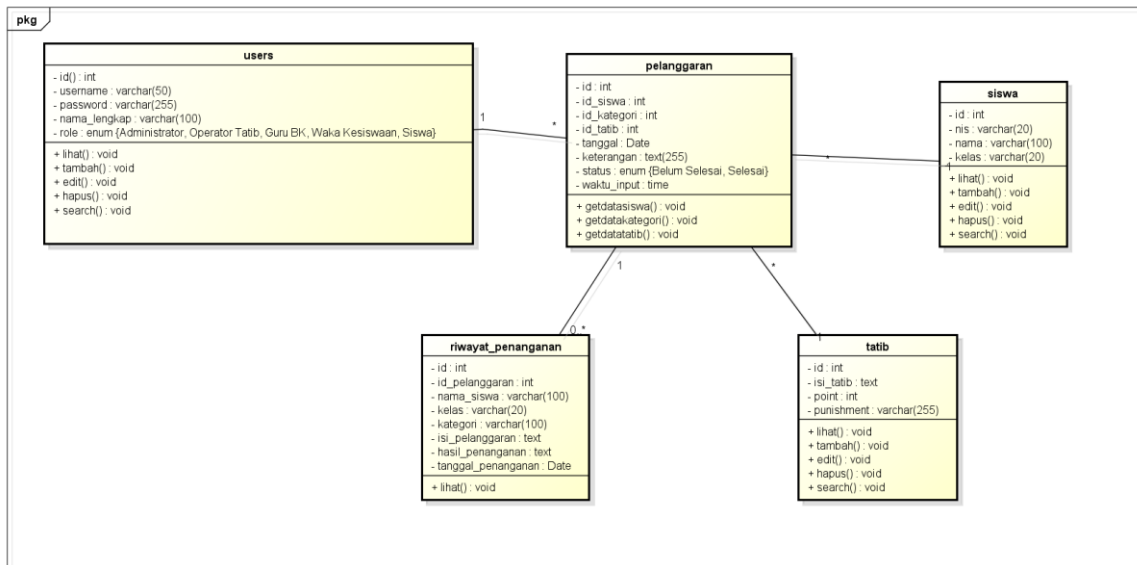 pkg
users
- id() : int
- username : varchar(50)
- password : varchar(255)
- nama_lengkap : varchar(100)
- role : enum {Administrator, Operator Tatib, Guru BK, Waka Kesiswaan, Siswa}
+ lihat() : void
+ tambah() : void
+ edit() : void
+ hapus() : void
+ search() : void
1
*
pelanggaran
- id : int
- id_siswa : int
- id_kategori : int
- id_tatib : int
- tanggal : Date
- keterangan : text(255)
- status : enum {Belum Selesai, Selesai}
- waktu_input : time
+ getdatasiswa() : void
+ getdatakategori() : void
+ getdatatatib() : void
*
1
siswa
- id : int
- nis : varchar(20)
- nama : varchar(100)
- kelas : varchar(20)
+ lihat() : void
+ tambah() : void
+ edit() : void
+ hapus() : void
+ search() : void
1
0..*
riwayat_penanganan
- id : int
- id_pelanggaran : int
- nama_siswa : varchar(100)
- kelas : varchar(20)
- kategori : varchar(100)
- isi_pelanggaran : text
- hasil_penanganan : text
- tanggal_penanganan : Date
+ lihat() : void
*
1
tatib
- id : int
- isi_tatib : text
- point : int
- punishment : varchar(255)
+ lihat() : void
+ tambah() : void
+ edit() : void
+ hapus() : void
+ search() : void